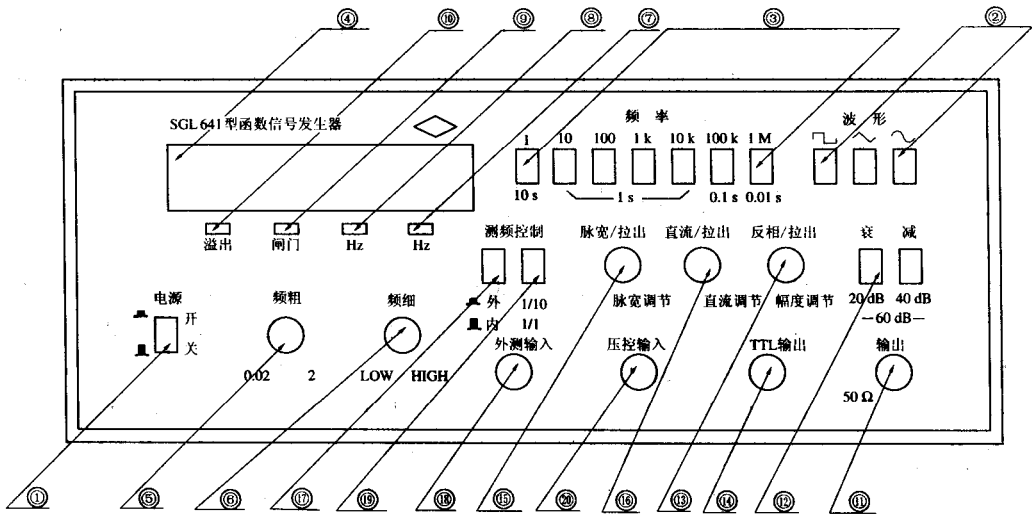 ④ ⑩ ⑨ ⑧ ⑦ ③ ②
SGL 641型函数信号发生器
频 率
波 形
1 10 100 1 k 10 k 100 k 1 M
10 s 1 s 0.1 s 0.01 s
溢出 闸门 Hz Hz
测频控制 脉宽/拉出 直流/拉出 反相/拉出 衰 减
外 1/10
内 1/1
脉宽调节 直流调节 幅度调节 20 dB 40 dB
—60 dB—
电源 频粗 频细
开
关
0.02 2 LOW HIGH
外测输入 压控输入 TTL输出 输出
50 Ω
① ⑤ ⑥ ⑰ ⑲ ⑱ ⑮ ⑳ ⑯ ⑬ ⑭ ⑫ ⑪